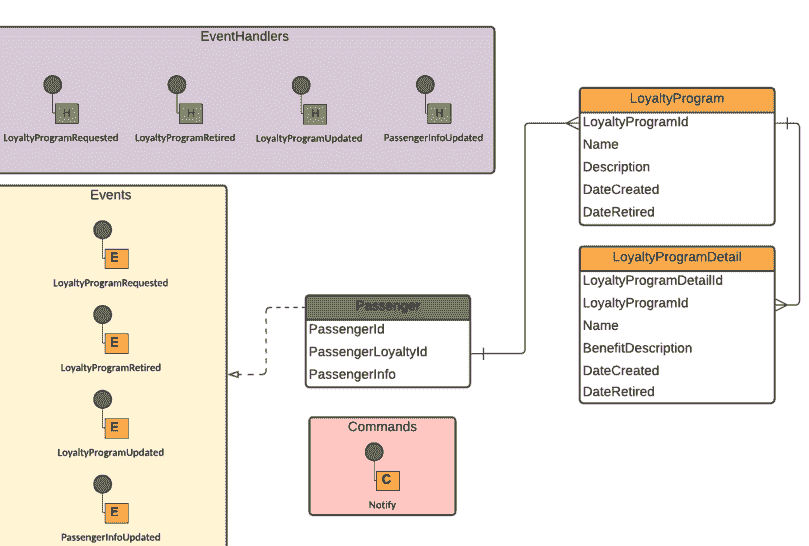 EventHandlers
H
H
H
H
LoyaltyProgramRequested
LoyaltyProgramRetired
LoyaltyProgramUpdated
PassengerInfoUpdated
Events
E
LoyaltyProgramRequested
E
LoyaltyProgramRetired
E
LoyaltyProgramUpdated
E
PassengerInfoUpdated
Passenger
PassengerId
PassengerLoyaltyId
PassengerInfo
Commands
C
Notify
LoyaltyProgram
LoyaltyProgramId
Name
Description
DateCreated
DateRetired
LoyaltyProgramDetail
LoyaltyProgramDetailId
LoyaltyProgramId
Name
BenefitDescription
DateCreated
DateRetired